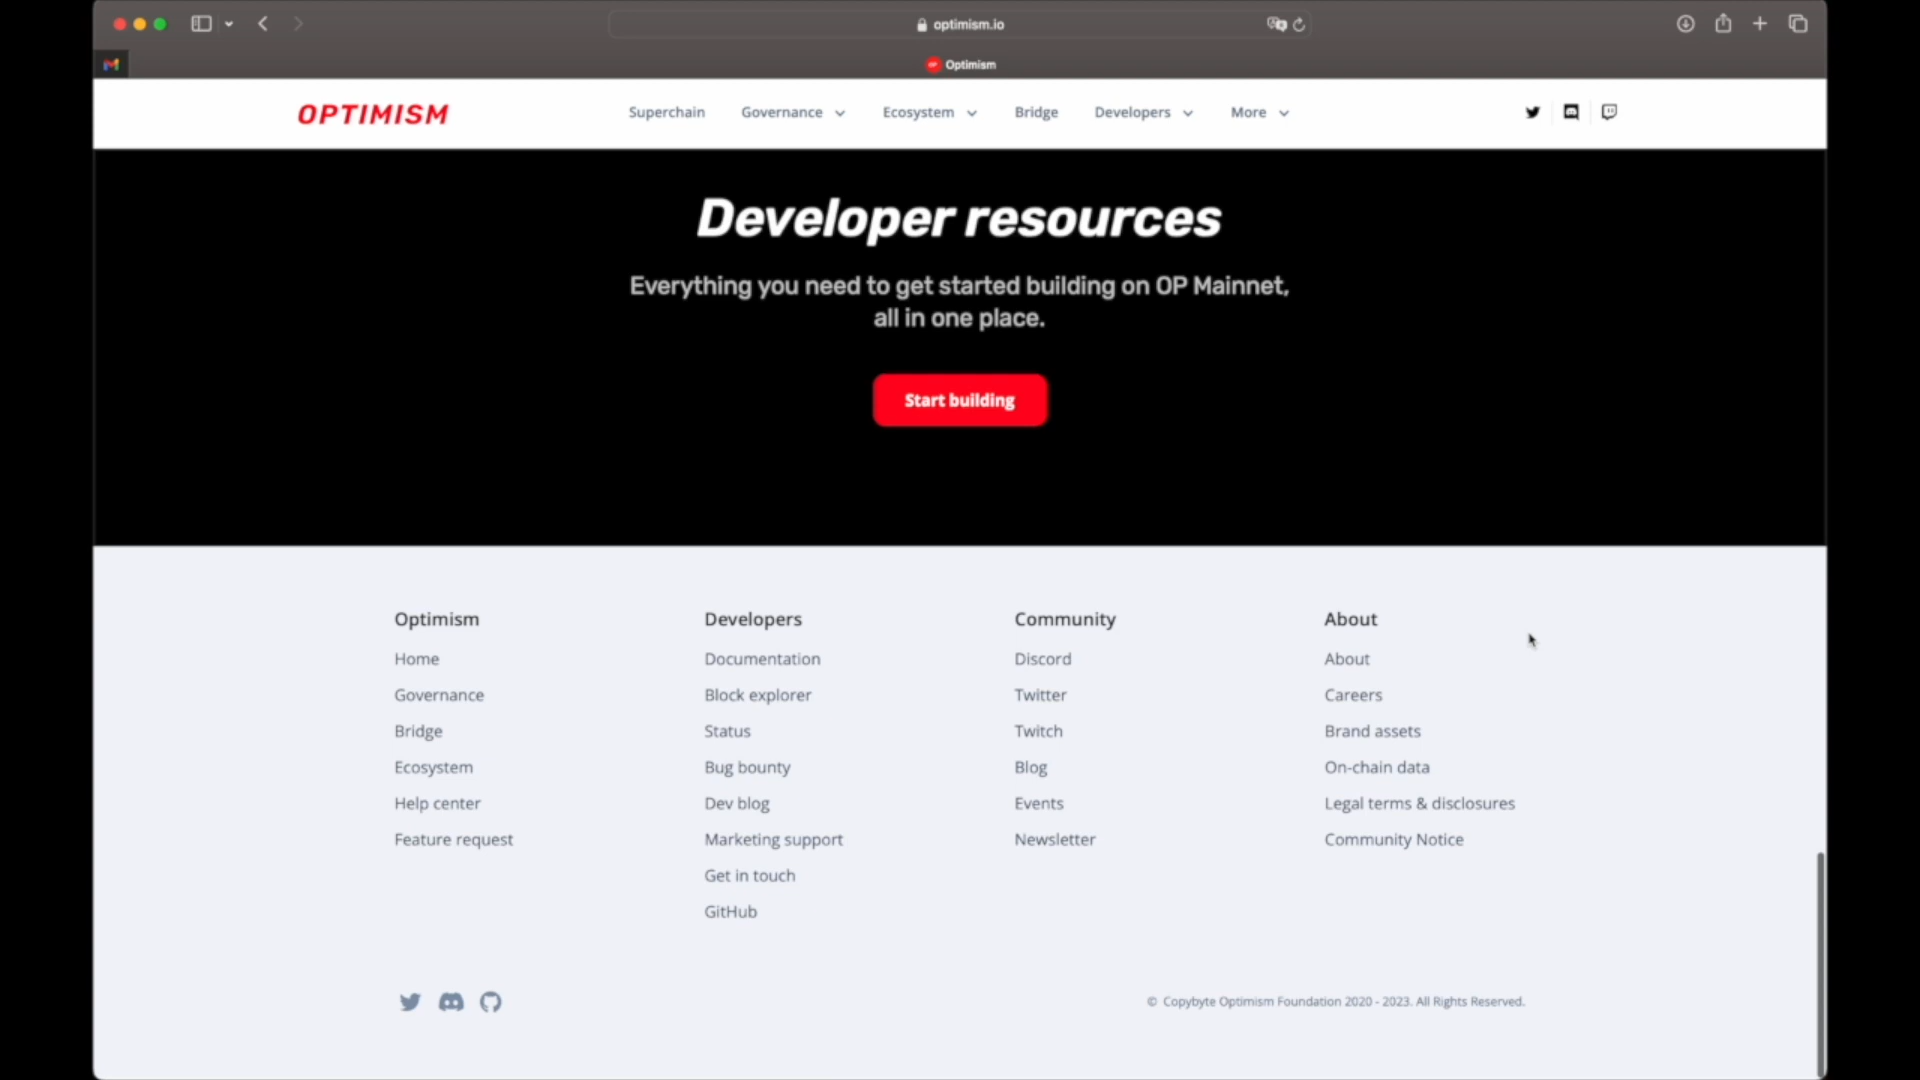 optimism.io
Optimism
OPTIMISM
Superchain
Governance
Ecosystem
Bridge
Developers
More
Developer resources
Everything you need to get started building on OP Mainnet,
all in one place.
Start building
Optimism
Home
Governance
Bridge
Ecosystem
Help center
Feature request
Developers
Documentation
Block explorer
Status
Bug bounty
Dev blog
Marketing support
Get in touch
GitHub
Community
Discord
Twitter
Twitch
Blog
Events
Newsletter
About
About
Careers
Brand assets
On-chain data
Legal terms & disclosures
Community Notice
© Copybyte Optimism Foundation 2020 - 2023. All Rights Reserved.